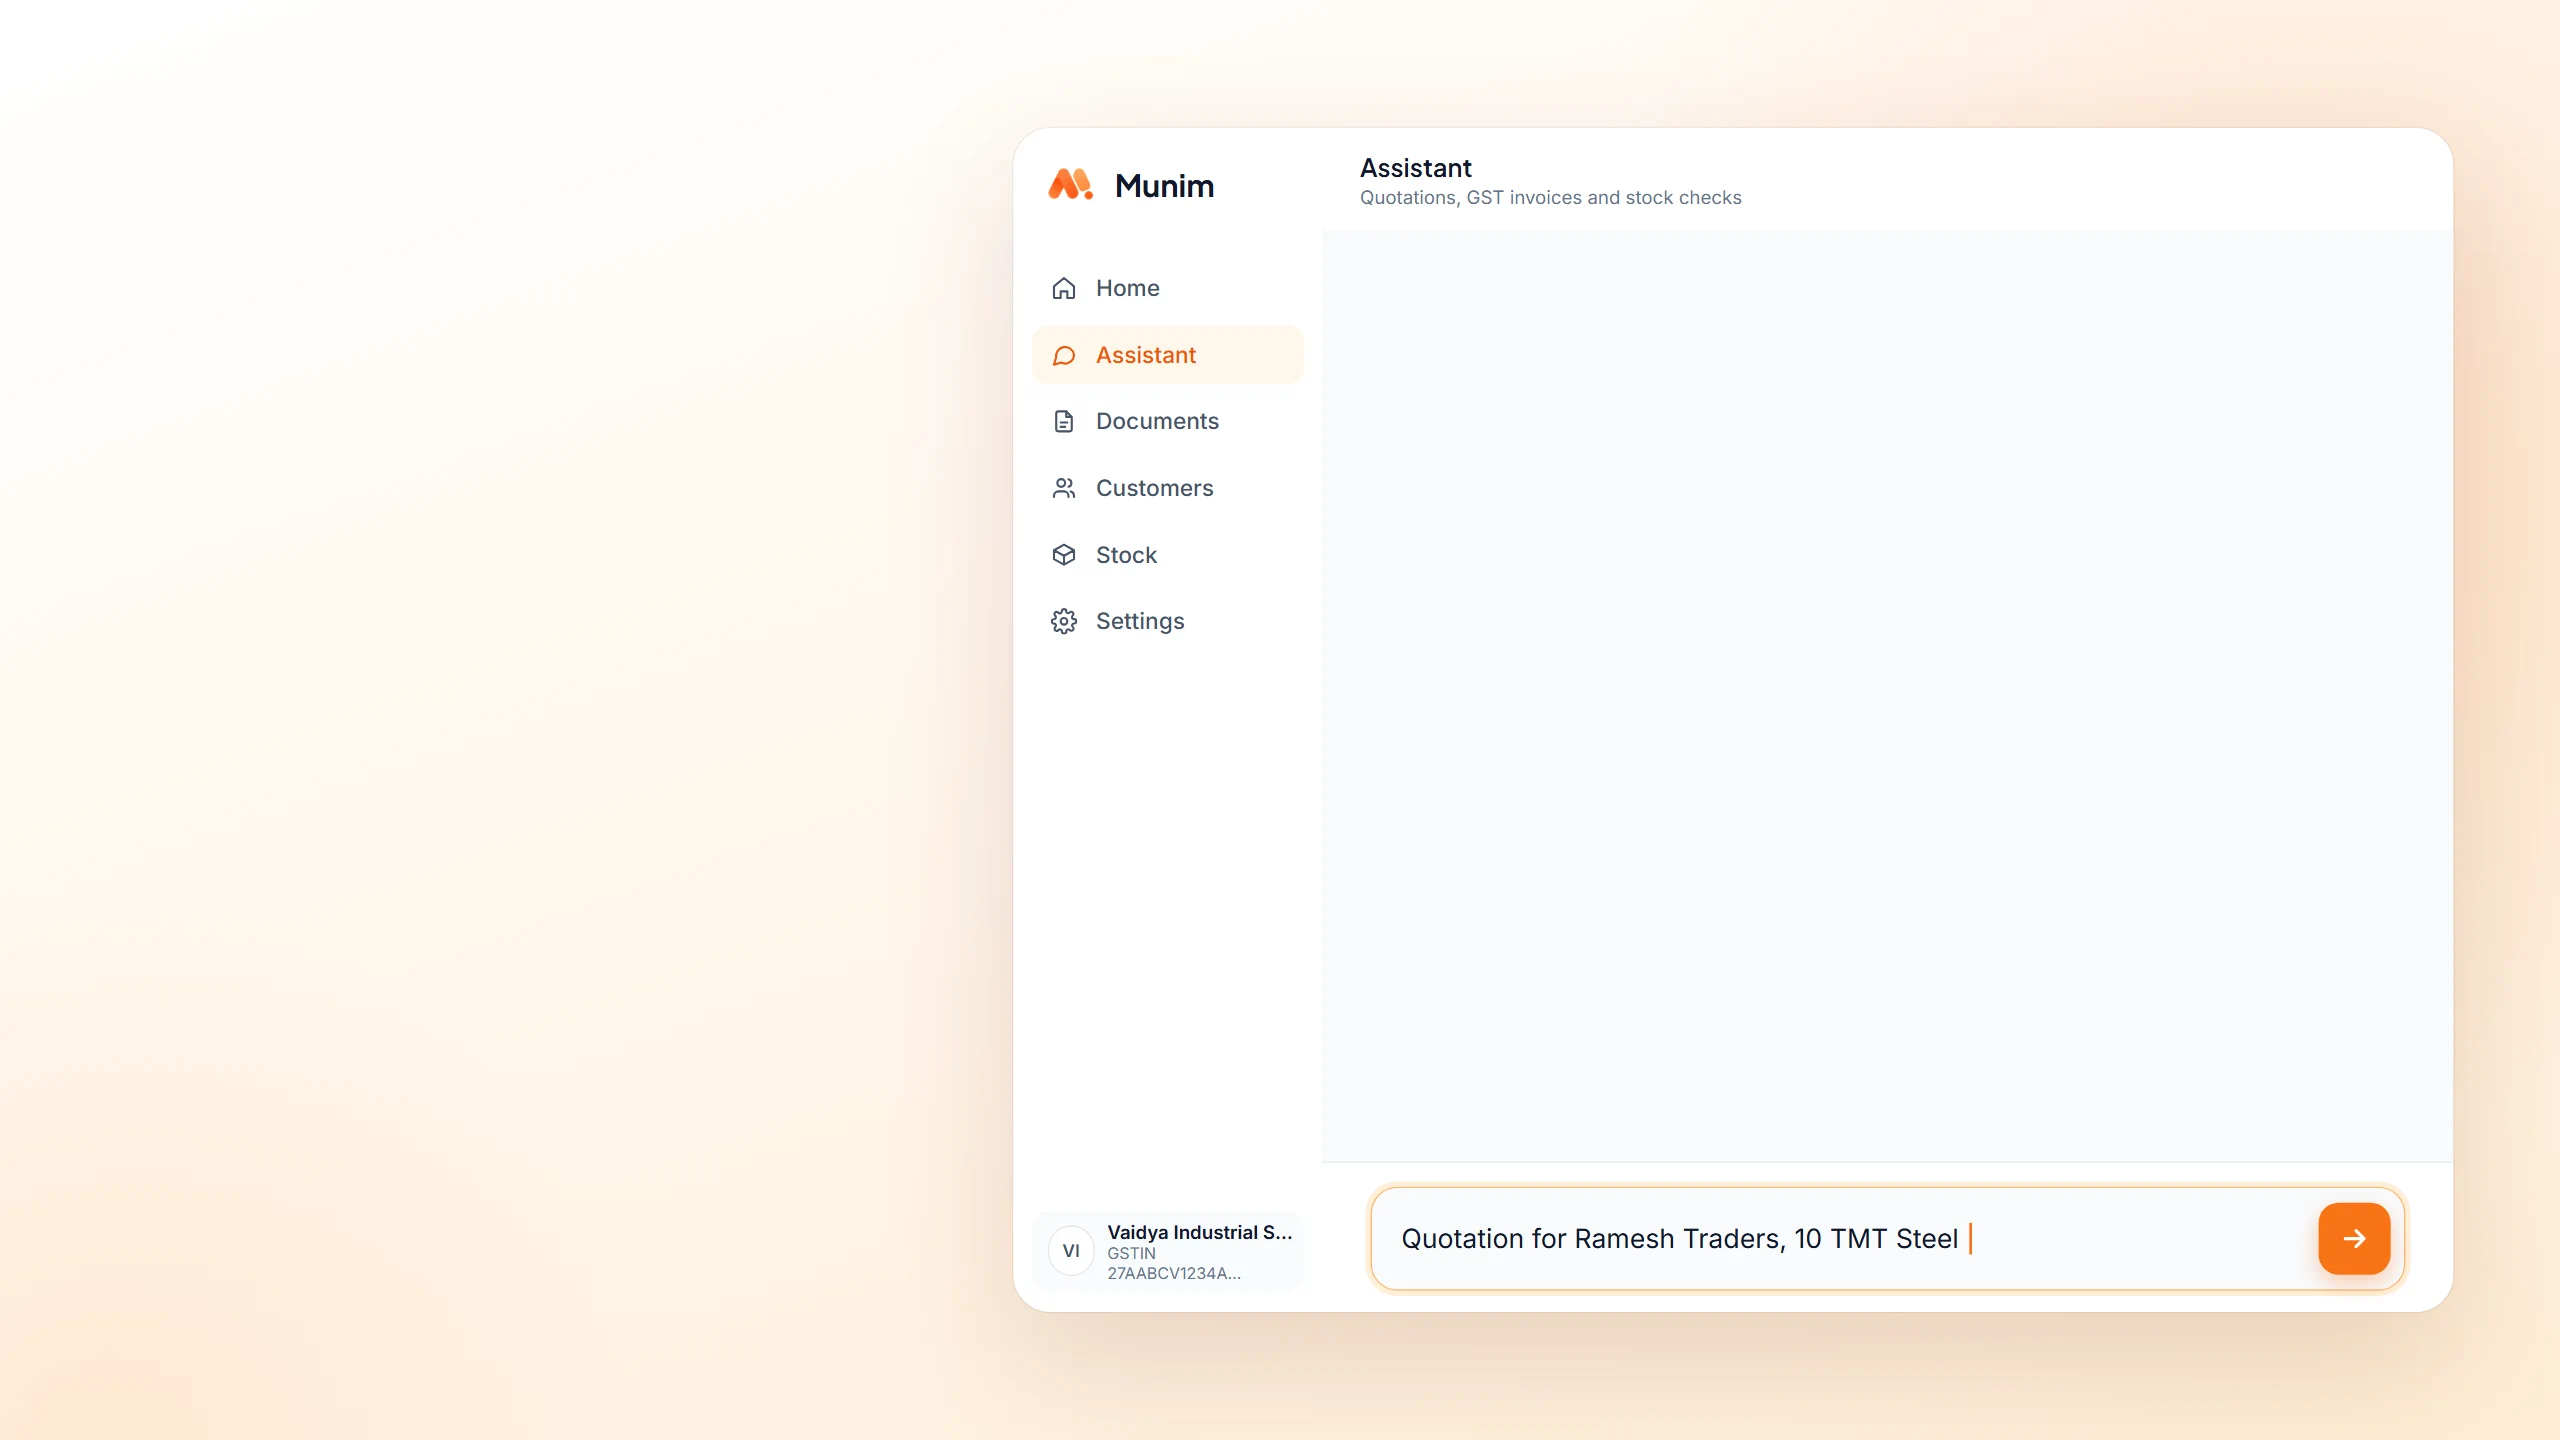 Munim
Home
Assistant
Documents
Customers
Stock
Settings
VI
Vaidya Industrial S...
GSTIN
27AABCV1234A...
Assistant
Quotations, GST invoices and stock checks
Quotation for Ramesh Traders, 10 TMT Steel